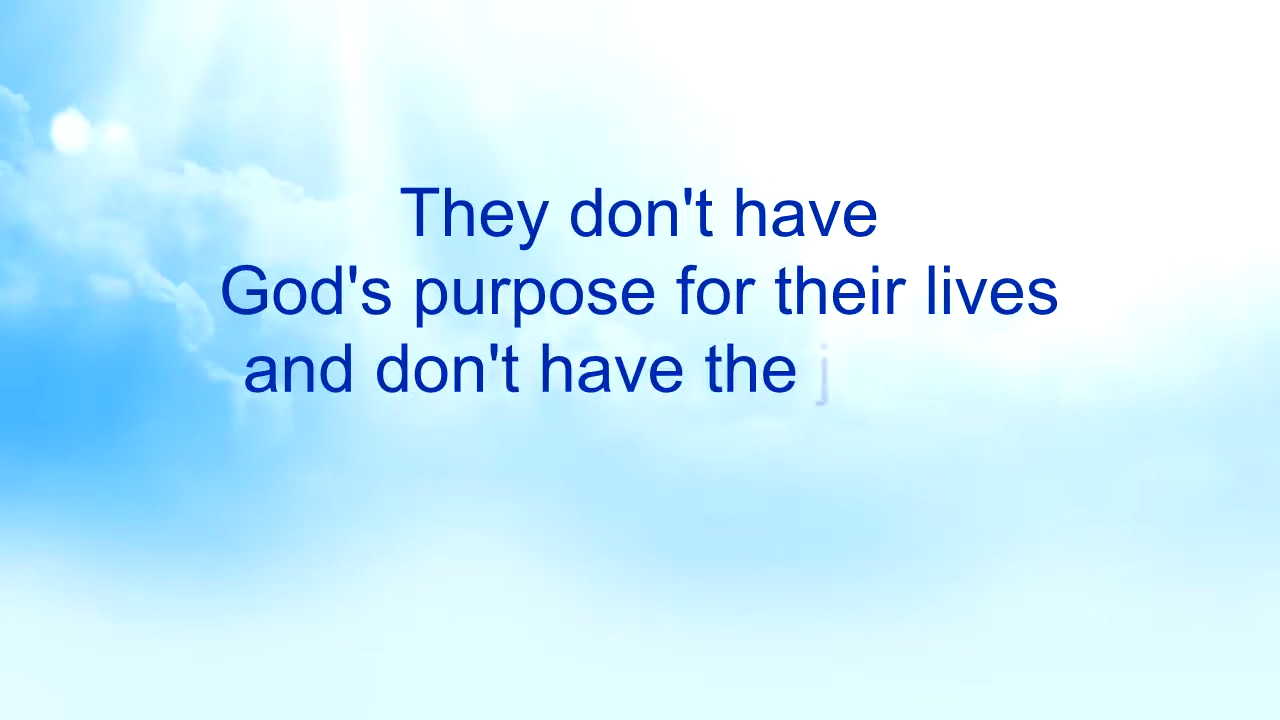 They don't have
God's purpose for their lives
and don't have the j